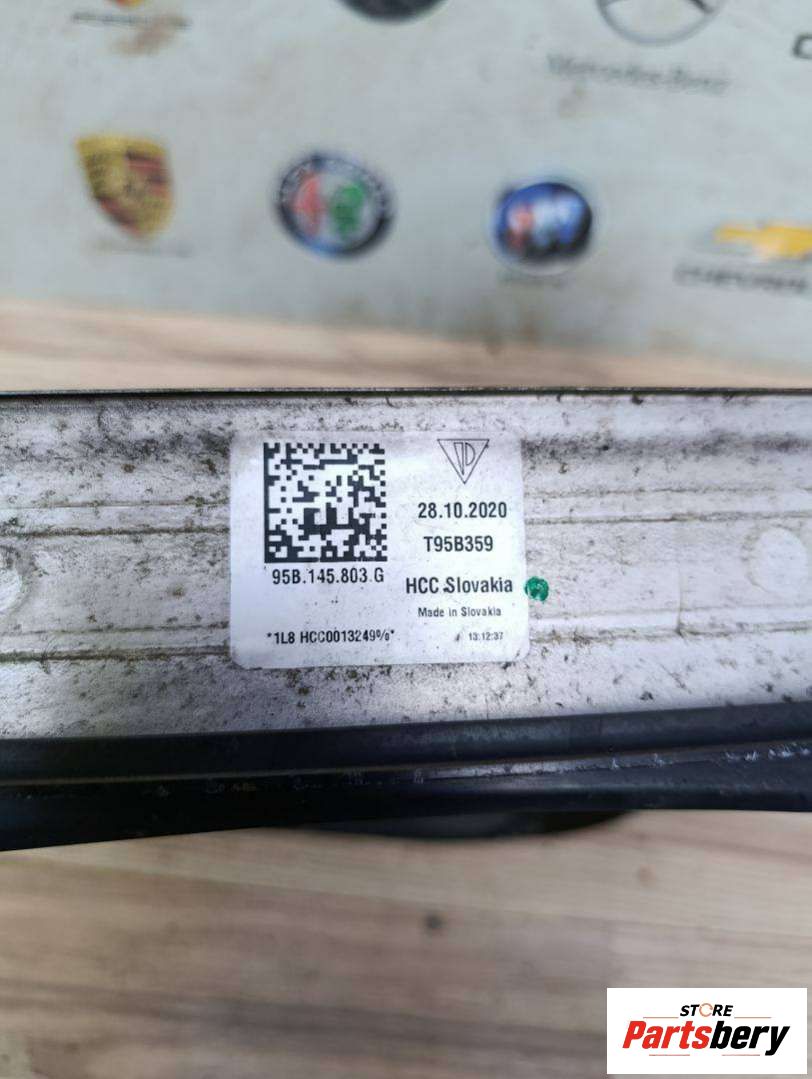 Mercedes-Benz
CHEVROLET
28.10.2020
T95B359
95B.145.803 G
HCC Slovakia
Made in Slovakia
*1L8 HCC0013249%*
13:12:37
STORE
Partsbery